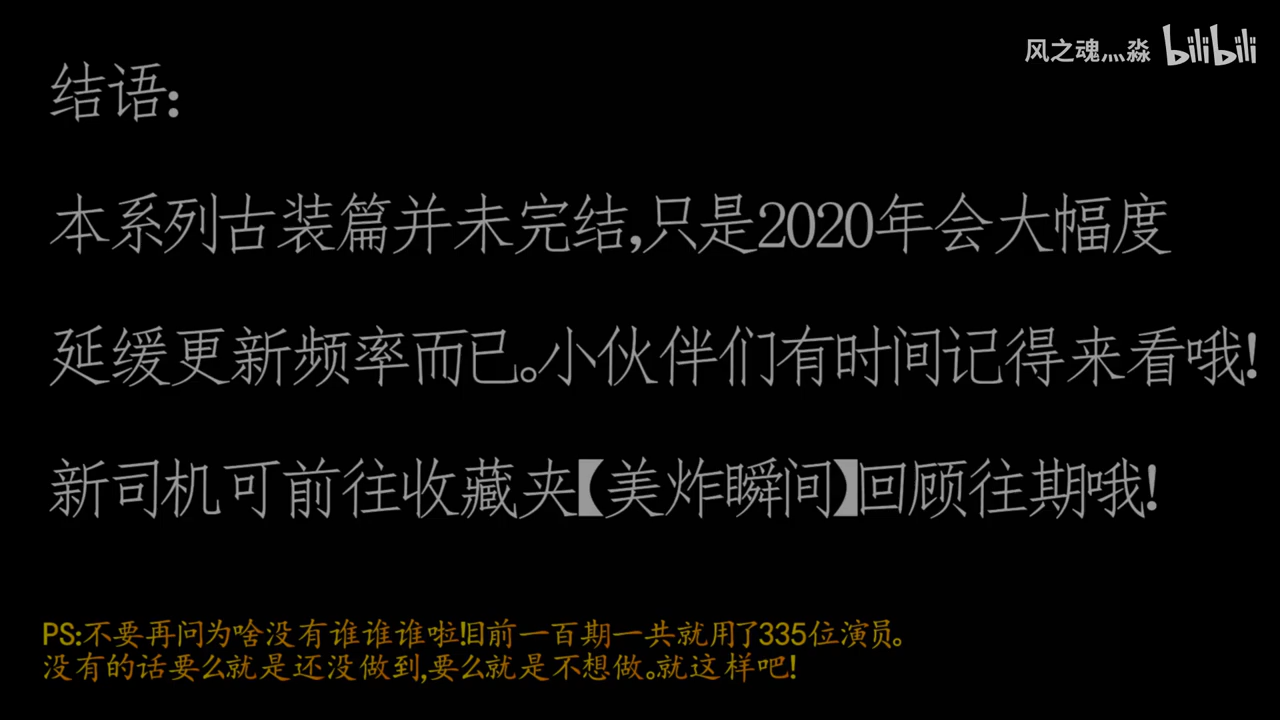 风之魂灬淼 bilibili
结语:
本系列古装篇并未完结,只是2020年会大幅度
延缓更新频率而已。小伙伴们有时间记得来看哦!
新司机可前往收藏夹【美炸瞬间】回顾往期哦!
PS:不要再问为啥没有谁谁谁啦!目前一百期一共就用了335位演员。
没有的话要么就是还没做到,要么就是不想做。就这样吧!